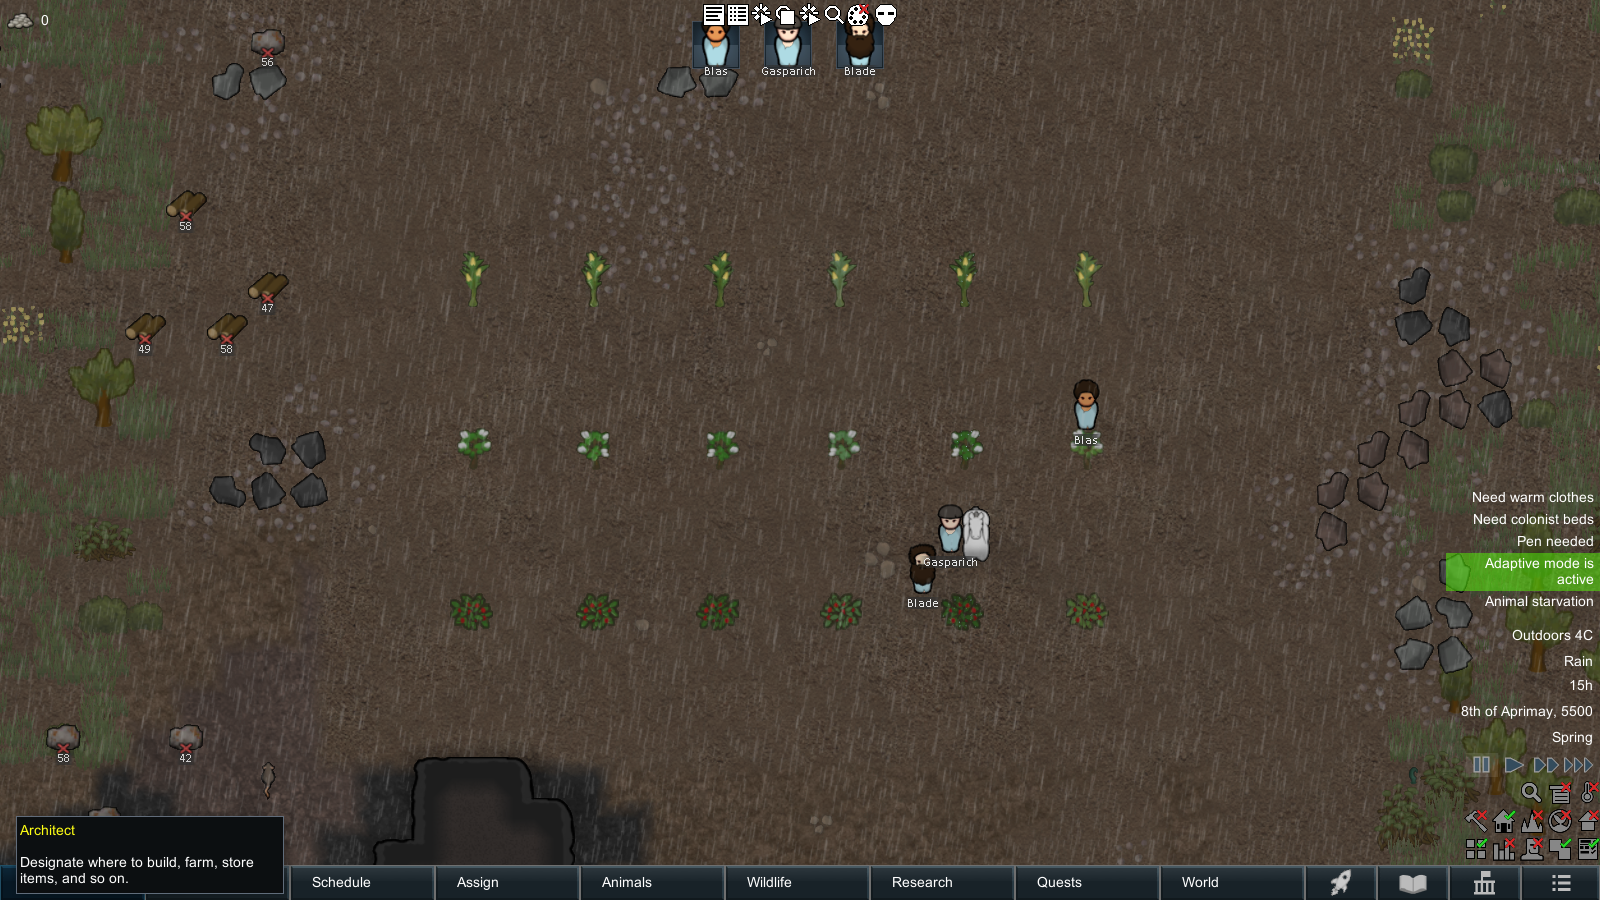 0
56
Blas
Gasparich
Blade
58
47
49
58
Blas
Gasparich
Blade
Need warm clothes
Need colonist beds
Pen needed
Adaptive mode is
active
Animal starvation
Outdoors 4C
Rain
15h
8th of Aprimay, 5500
Spring
58
42
Architect
Designate where to build, farm, store
items, and so on.
Schedule
Assign
Animals
Wildlife
Research
Quests
World